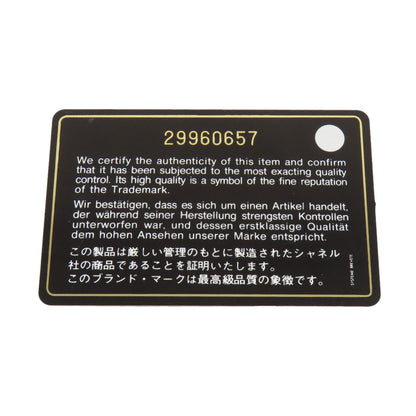 29960657
We certify the authenticity of this item and confirm
that it has been subjected to the most exacting quality
control. Its high quality is a symbol of the fine reputation
of the Trademark.
Wir bestätigen, dass es sich um einen Artikel handelt,
der während seiner Herstellung strengsten Kontrollen
unterworfen war, und dessen erstklassige Qualität
dem hohen Ansehen unserer Marke entspricht.
この製品は厳しい管理のもとに製造されたシャネル
社の商品であることを証明いたします。
このブランド・マークは最高級品質の象徴です。